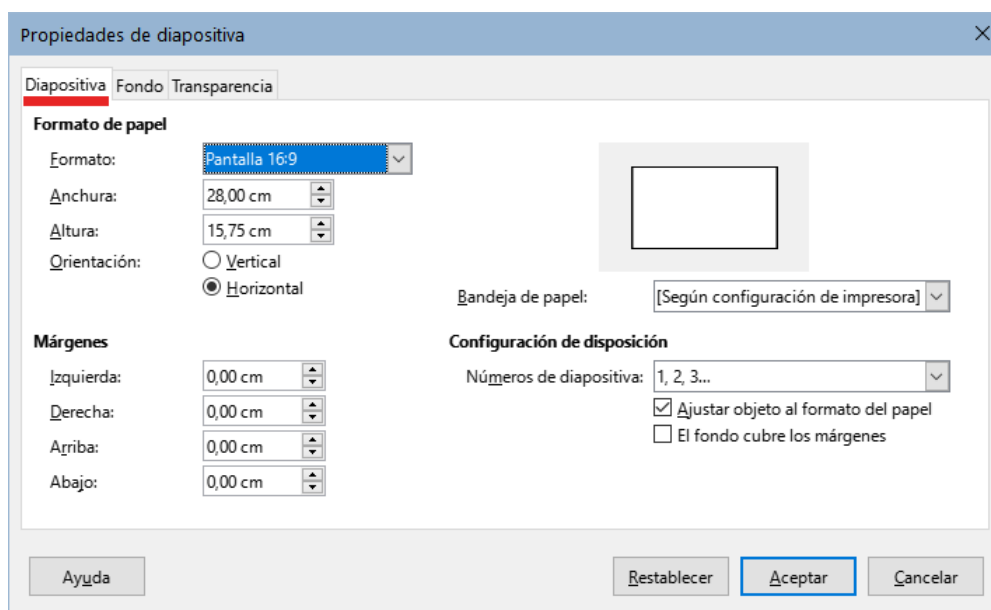 Propiedades de diapositiva
Diapositiva Fondo Transparencia
Formato de papel
Formato: Pantalla 16:9
Anchura: 28,00 cm
Altura: 15,75 cm
Orientación: Vertical
Horizontal
Bandeja de papel: [Según configuración de impresora]
Márgenes
Izquierda: 0,00 cm
Derecha: 0,00 cm
Arriba: 0,00 cm
Abajo: 0,00 cm
Configuración de disposición
Números de diapositiva: 1, 2, 3...
Ajustar objeto al formato del papel
El fondo cubre los márgenes
Ayuda Restablecer Aceptar Cancelar